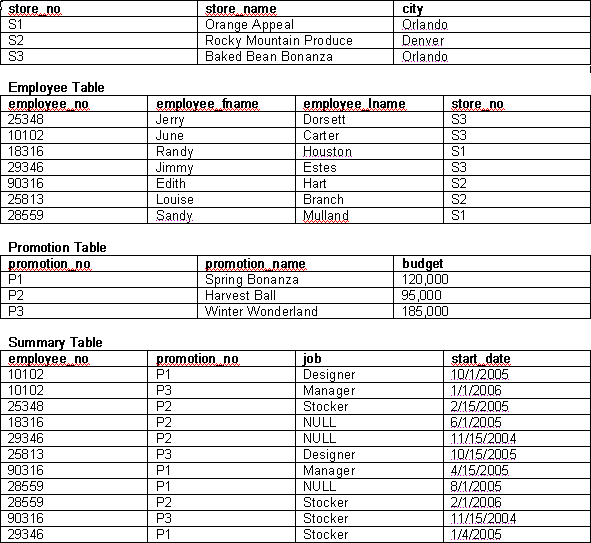 store_no store_name city
S1 Orange Appeal Orlando
S2 Rocky Mountain Produce Denver
S3 Baked Bean Bonanza Orlando
Employee Table
employee_no employee_fname employee_lname store_no
25348 Jerry Dorsett S3
10102 June Carter S3
18316 Randy Houston S1
29346 Jimmy Estes S3
90316 Edith Hart S2
25813 Louise Branch S2
28559 Sandy Mulland S1
Promotion Table
promotion_no promotion_name budget
P1 Spring Bonanza 120,000
P2 Harvest Ball 95,000
P3 Winter Wonderland 185,000
Summary Table
employee_no promotion_no job start_date
10102 P1 Designer 10/1/2005
10102 P3 Manager 1/1/2006
25348 P2 Stocker 2/15/2005
18316 P2 NULL 6/1/2005
29346 P2 NULL 11/15/2004
25813 P3 Designer 10/15/2005
90316 P1 Manager 4/15/2005
28559 P1 NULL 8/1/2005
28559 P2 Stocker 2/1/2006
90316 P3 Stocker 11/15/2004
29346 P1 Stocker 1/4/2005